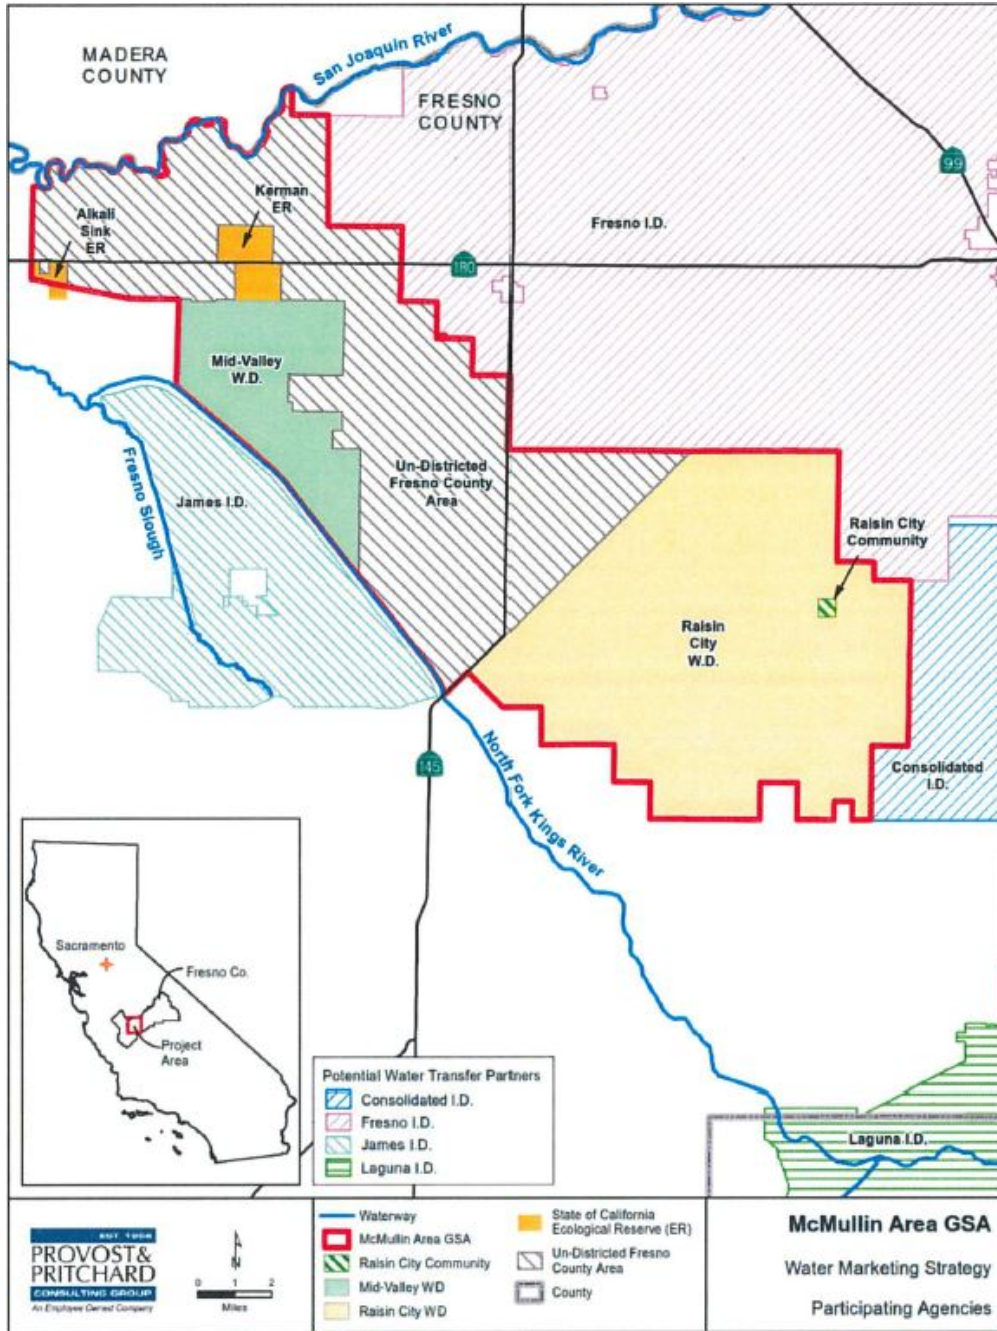 MADERA
COUNTY
San Joaquin River
FRESNO
COUNTY
99
Kerman
ER
Alkali
Sink
ER
Fresno I.D.
180
Mid-Valley
W.D.
Un-Districted
Fresno County
Area
Fresno Slough
James I.D.
Raisin City
Community
Raisin
City
W.D.
145
North Fork Kings River
Consolidated
I.D.
Sacramento
Fresno Co.
Project
Area
Potential Water Transfer Partners
Consolidated I.D.
Fresno I.D.
James I.D.
Laguna I.D.
Laguna I.D.
EST. 1968
PROVOST&
PRITCHARD
CONSULTING GROUP
An Employee Owned Company
N
0 1 2
Miles
Waterway
McMullin Area GSA
Raisin City Community
Mid-Valley WD
Raisin City WD
State of California
Ecological Reserve (ER)
Un-Districted Fresno
County Area
County
McMullin Area GSA
Water Marketing Strategy
Participating Agencies